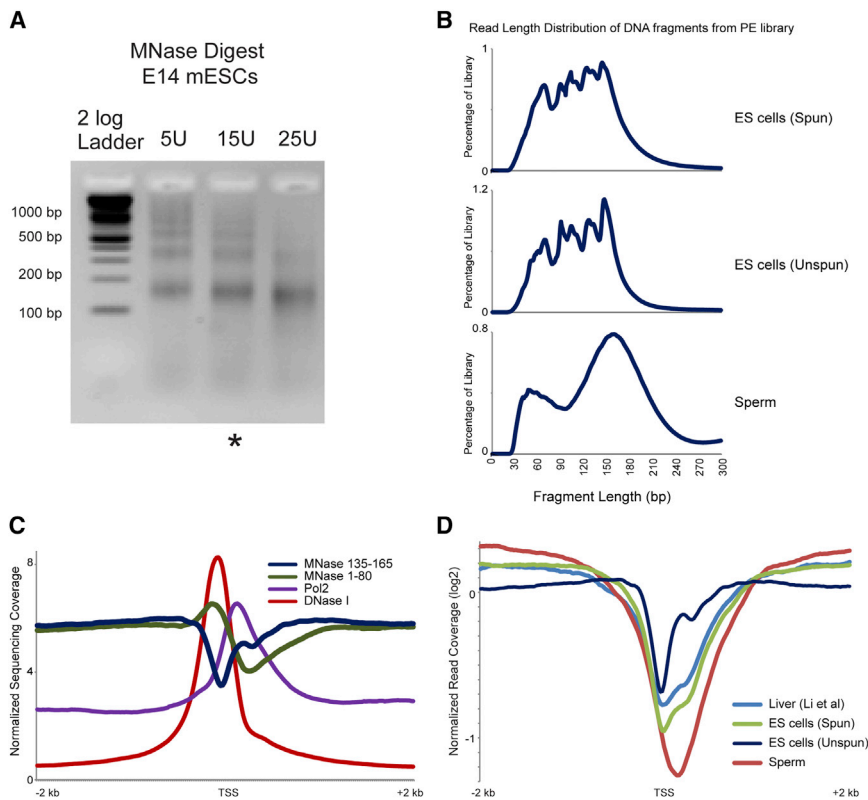 A
MNase Digest
E14 mESCs
2 log
Ladder
5U
15U
25U
1000 bp
500 bp
200 bp
100 bp
*
B
Read Length Distribution of DNA fragments from PE library
Percentage of Library
1
0
ES cells (Spun)
Percentage of Library
1.2
0
ES cells (Unspun)
Percentage of Library
0.8
0
Sperm
0
30
60
90
120
150
180
210
240
270
300
Fragment Length (bp)
C
Normalized Sequencing Coverage
8
4
0
MNase 135-165
MNase 1-80
Pol2
DNase I
-2 kb
TSS
+2 kb
D
Normalized Read Coverage (log2)
0
-1
Liver (Li et al)
ES cells (Spun)
ES cells (Unspun)
Sperm
-2 kb
TSS
+2 kb